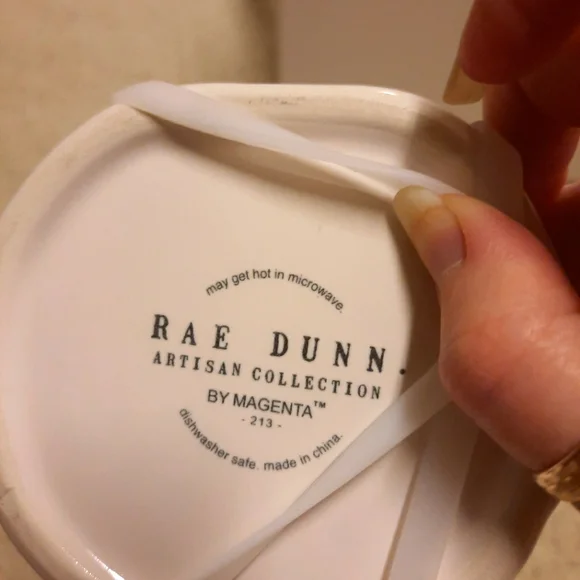 may get hot in microwave.
RAE DUNN.
ARTISAN COLLECTION
BY MAGENTA™
- 213 -
dishwasher safe. made in china.